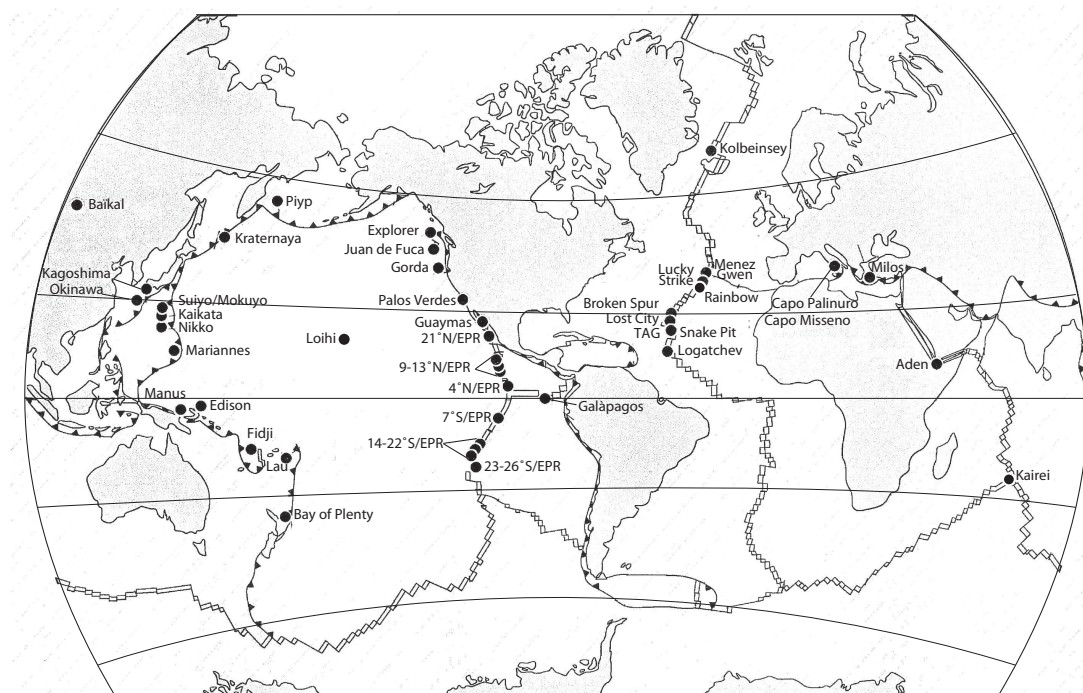 Kolbeinsey
Baïkal
Piyp
Explorer
Kraternaya
Juan de Fuca
Gorda
Menez
Gwen
Lucky
Strike
Milos
Kagoshima
Okinawa
Rainbow
Suiyo/Mokuyo
Kaikata
Nikko
Palos Verdes
Capo Palinuro
Capo Misseno
Broken Spur
Lost City
TAG
Snake Pit
Guaymas
21˚N/EPR
Loihi
Mariannes
Logatchev
9-13˚N/EPR
Aden
4˚N/EPR
Manus
Edison
Galàpagos
7˚S/EPR
Fidji
14-22˚S/EPR
Lau
23-26˚S/EPR
Kairei
Bay of Plenty